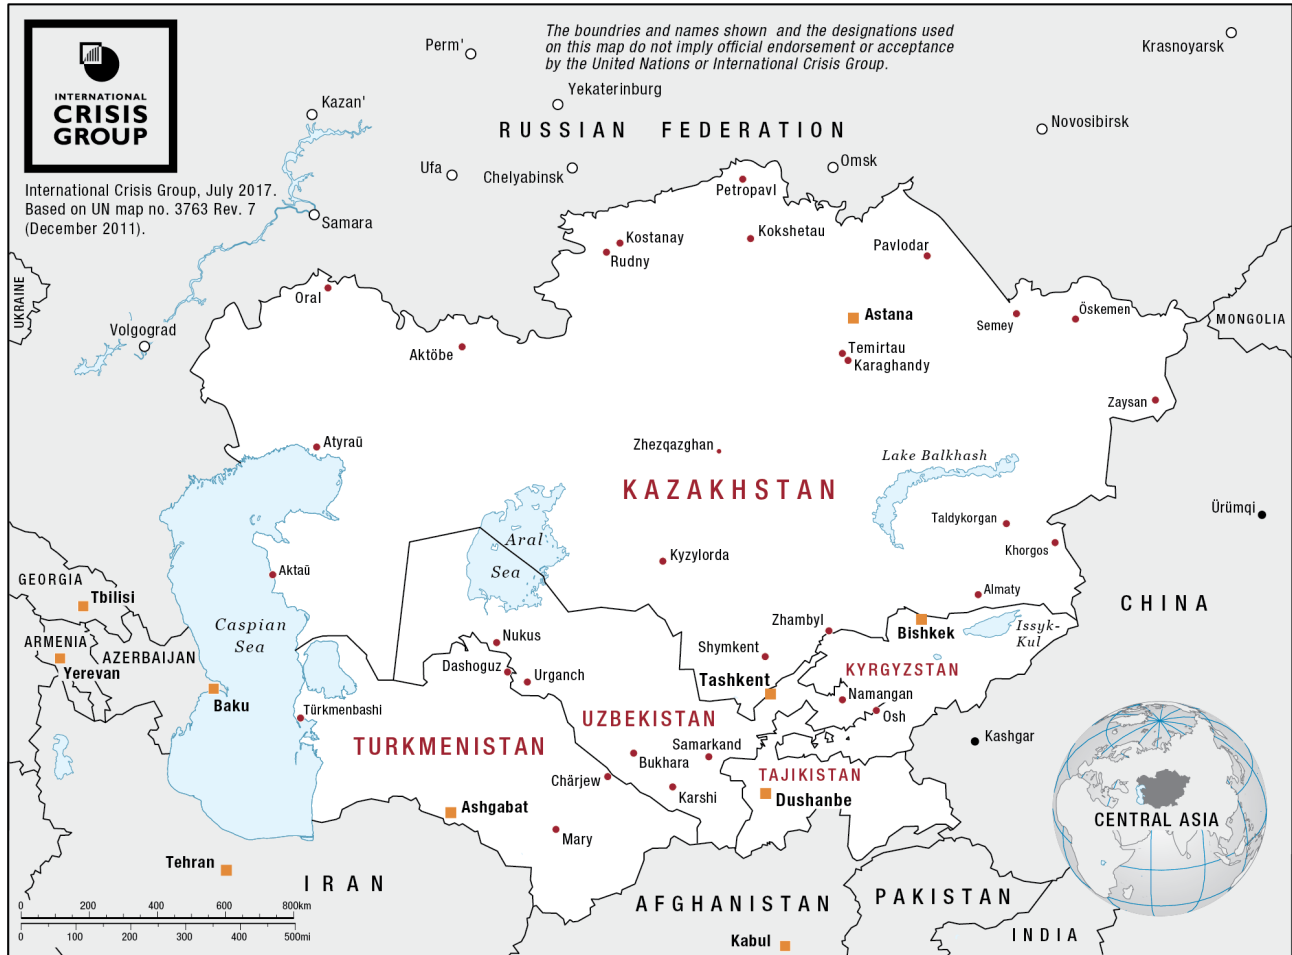 INTERNATIONAL
CRISIS
GROUP
International Crisis Group, July 2017.
Based on UN map no. 3763 Rev. 7
(December 2011).
The boundries and names shown and the designations used
on this map do not imply official endorsement or acceptance
by the United Nations or International Crisis Group.
Perm'
Krasnoyarsk
Yekaterinburg
Kazan'
Novosibirsk
RUSSIAN FEDERATION
Ufa
Chelyabinsk
Omsk
Petropavl
Samara
Kostanay
Kokshetau
Pavlodar
Rudny
UKRAINE
Oral
Öskemen
Astana
Semey
MONGOLIA
Volgograd
Aktöbe
Temirtau
Karaghandy
Zaysan
Atyraū
Zhezqazghan
Lake Balkhash
KAZAKHSTAN
Ürümqi
Taldykorgan
Aral
Sea
Khorgos
Kyzylorda
GEORGIA
Aktaū
Tbilisi
Almaty
CHINA
Caspian
Sea
Zhambyl
Bishkek
Issyk-
Kul
ARMENIA
AZERBAIJAN
Yerevan
Nukus
Shymkent
Dashoguz
Urganch
Tashkent
KYRGYZSTAN
Baku
Türkmenbashi
Namangan
Osh
UZBEKISTAN
Kashgar
TURKMENISTAN
Samarkand
Bukhara
TAJIKISTAN
Chärjew
Karshi
Dushanbe
Ashgabat
Mary
CENTRAL ASIA
Tehran
IRAN
AFGHANISTAN
PAKISTAN
INDIA
Kabul
0 200 400 600 800km
0 100 200 300 400 500mi